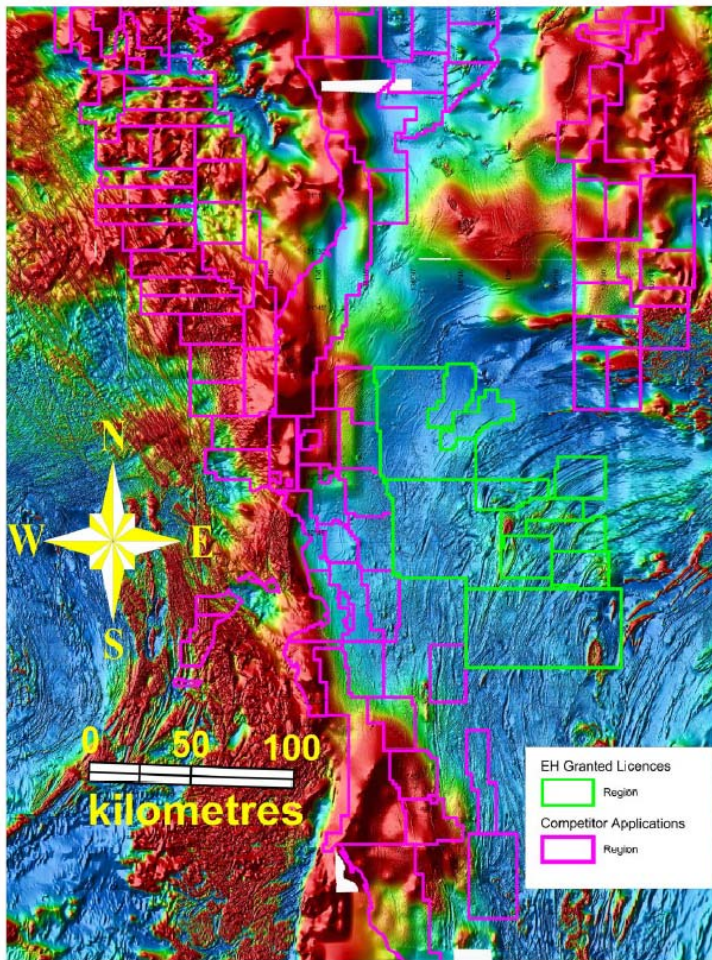 N
W
E
S
0 50 100
kilometres
EH Granted Licences
Region
Competitor Applications
Region